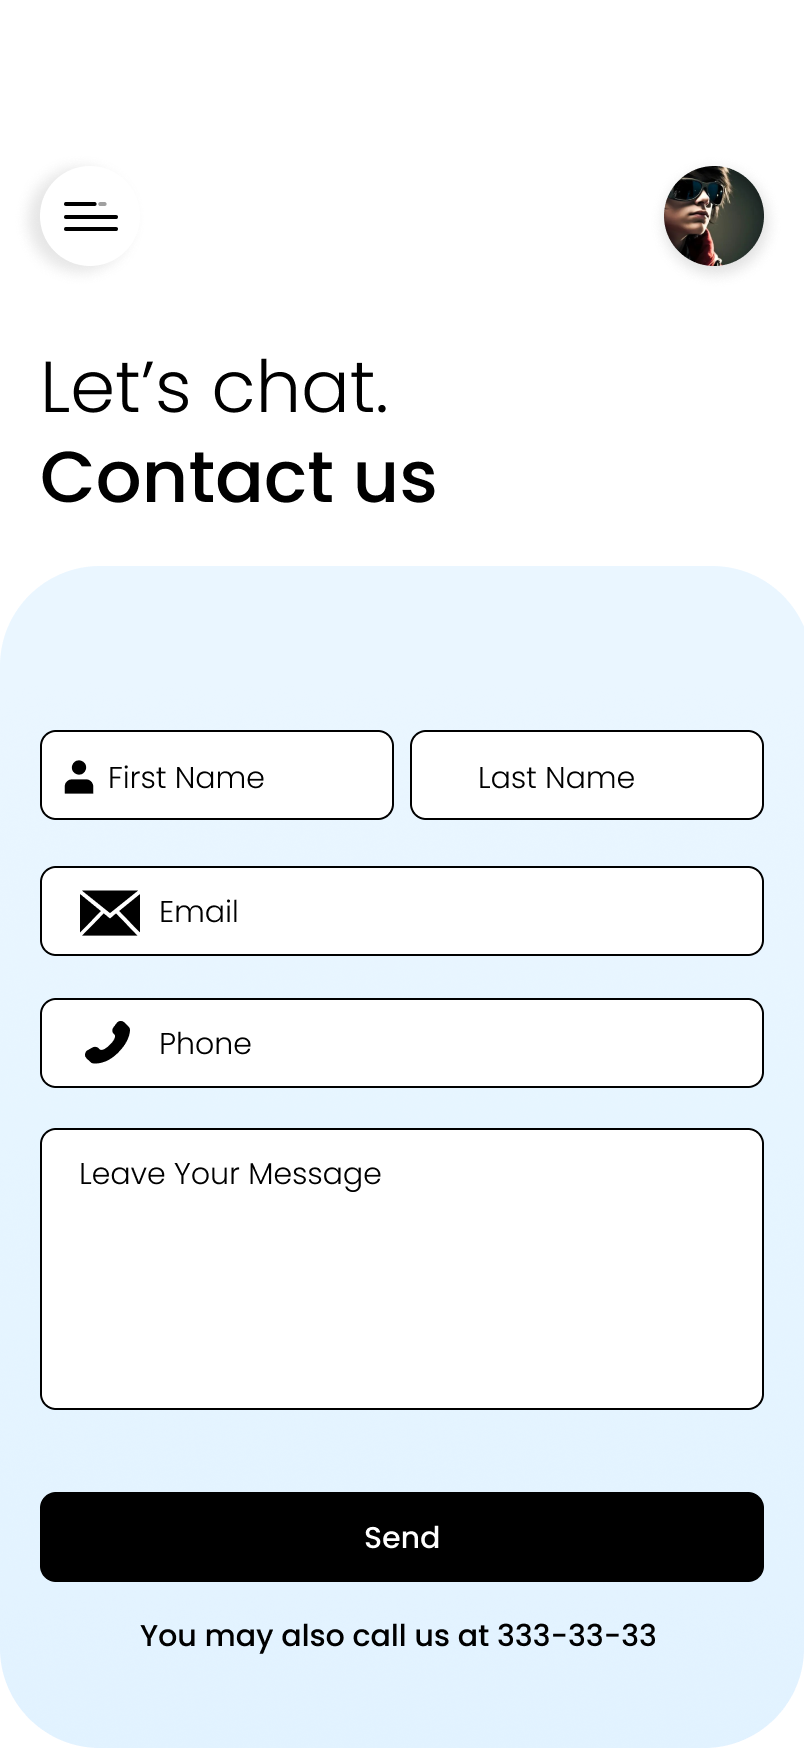 Let’s chat.
Contact us
First Name
Last Name
Email
Phone
Leave Your Message
Send
You may also call us at 333-33-33